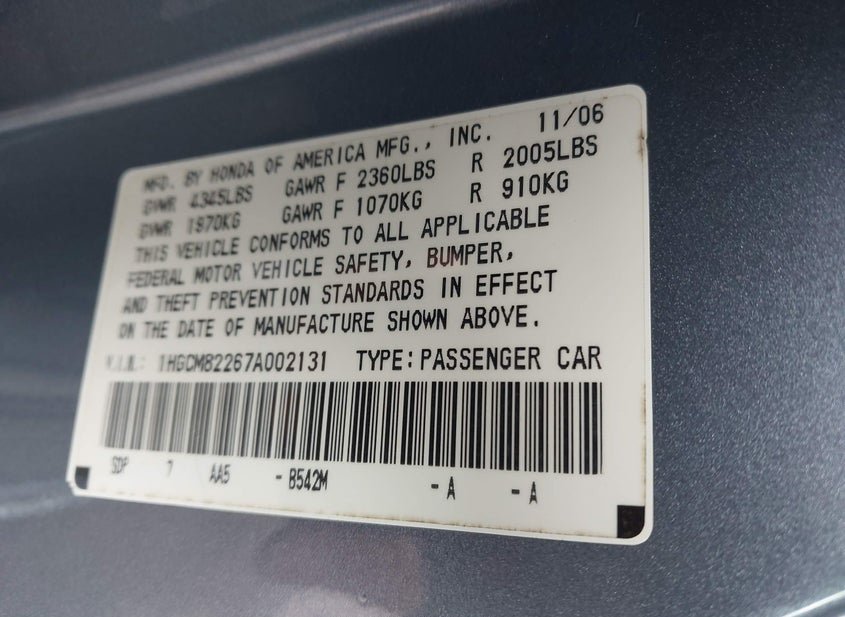 MFD. BY HONDA OF AMERICA MFG., INC. 11/06
GVWR 4345LBS GAWR F 2360LBS R 2005LBS
GVWR 1970KG GAWR F 1070KG R 910KG
THIS VEHICLE CONFORMS TO ALL APPLICABLE
FEDERAL MOTOR VEHICLE SAFETY, BUMPER,
AND THEFT PREVENTION STANDARDS IN EFFECT
ON THE DATE OF MANUFACTURE SHOWN ABOVE.
V.I.N.: 1HGCM82267A002131 TYPE: PASSENGER CAR
SDP 7 AA5 - B542M - A - A